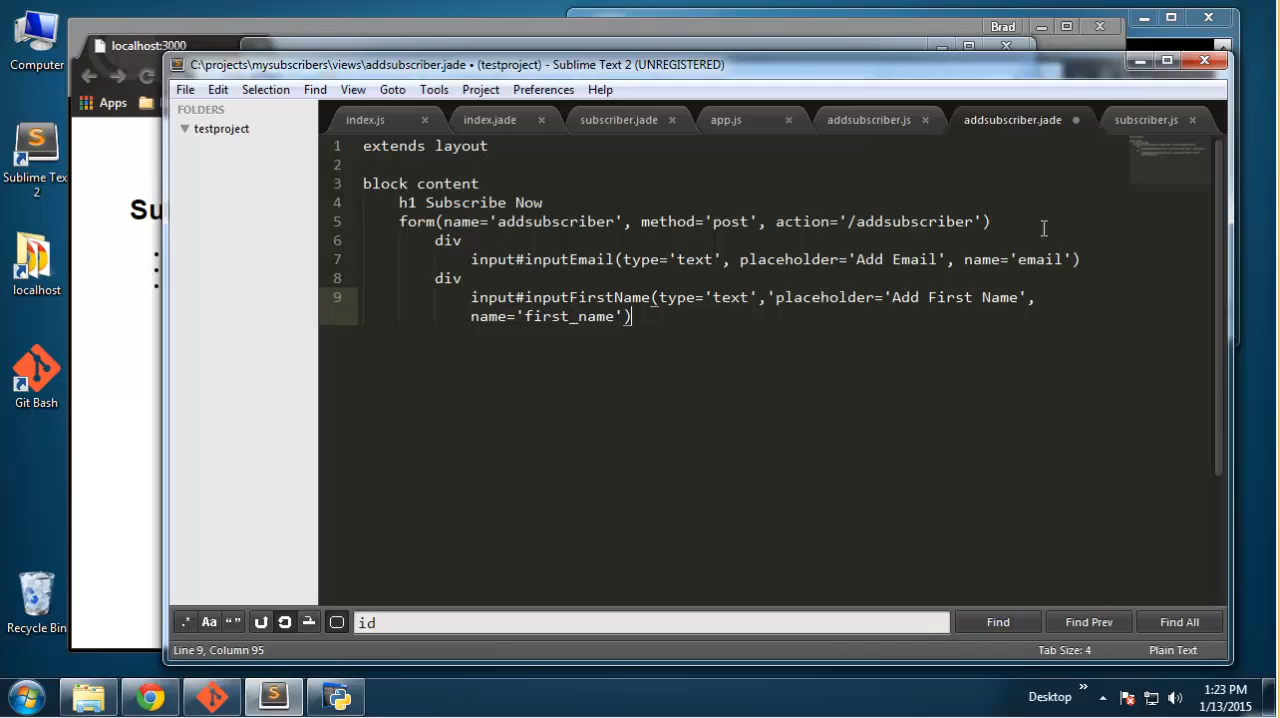 Computer
Sublime Text 2
localhost
Git Bash
Recycle Bin
Brad
localhost:3000
Apps
Su
C:\projects\mysubscribers\views\addsubscriber.jade • (testproject) - Sublime Text 2 (UNREGISTERED)
File Edit Selection Find View Goto Tools Project Preferences Help
FOLDERS
testproject
index.js × index.jade × subscriber.jade × app.js × addsubscriber.js × addsubscriber.jade • subscriber.js ×
1 extends layout
2
3 block content
4 h1 Subscribe Now
5 form(name='addsubscriber', method='post', action='/addsubscriber')
6 div
7 input#inputEmail(type='text', placeholder='Add Email', name='email')
8 div
9 input#inputFirstName(type='text','placeholder='Add First Name',
name='first_name')
.* Aa “” id Find Find Prev Find All
Line 9, Column 95 Tab Size: 4 Plain Text
Desktop » 1:23 PM
1/13/2015